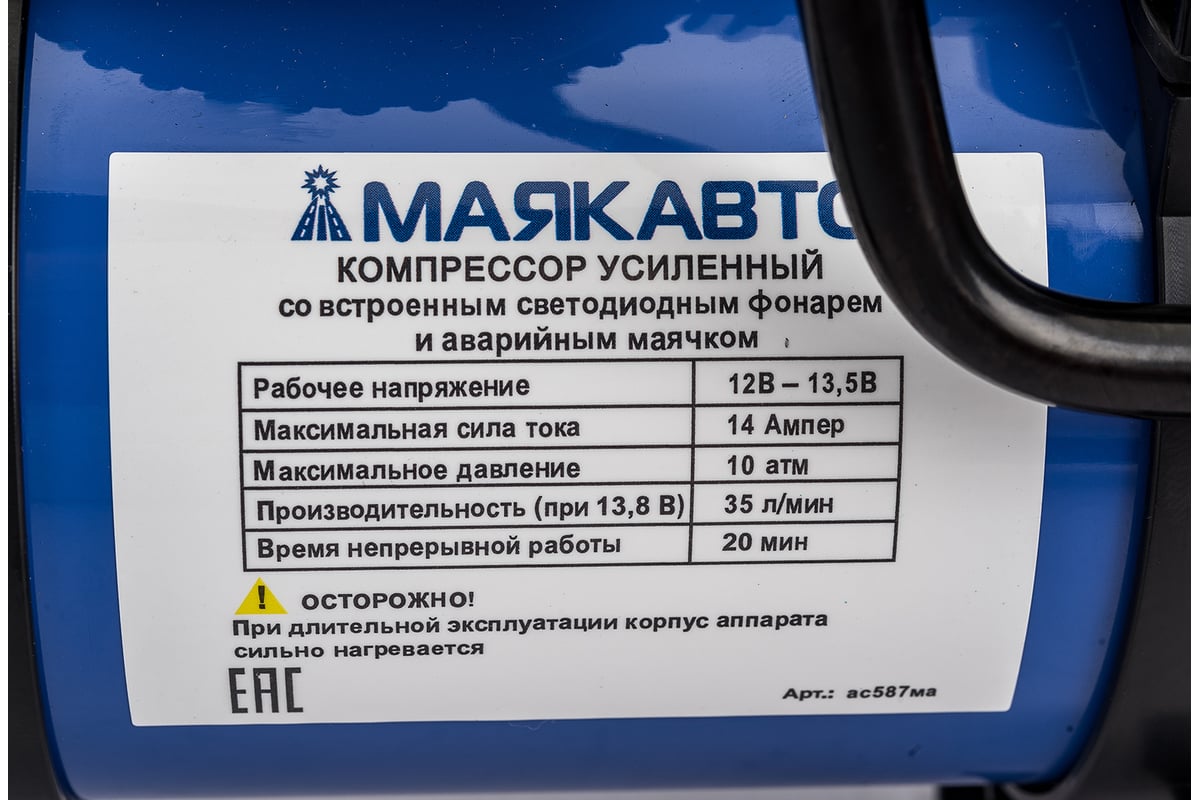 МАЯКАВТО
КОМПРЕССОР УСИЛЕННЫЙ
со встроенным светодиодным фонарем
и аварийным маячком
Рабочее напряжение 12В – 13,5В
Максимальная сила тока 14 Ампер
Максимальное давление 10 атм
Производительность (при 13,8 В) 35 л/мин
Время непрерывной работы 20 мин
! ОСТОРОЖНО!
При длительной эксплуатации корпус аппарата
сильно нагревается
ЕАС
Арт.: ас587ма